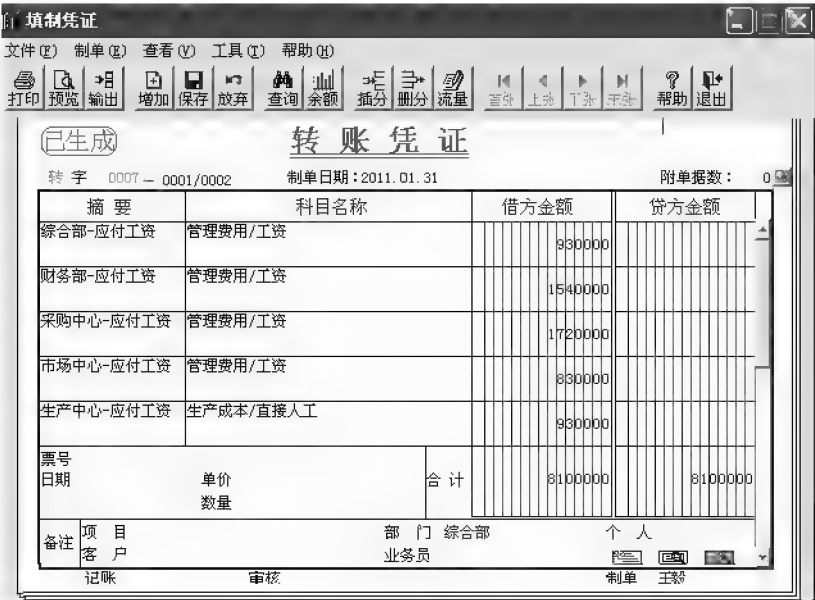 填制凭证
文件(F) 制单(E) 查看(V) 工具(T) 帮助(H)
打印 预览 输出 增加 保存 放弃 查询 余额 插分 删分 流量 首张 上张 下张 末张 帮助 退出
已生成 转账凭证
转 字 0007 - 0001/0002 制单日期:2011.01.31 附单据数: 0
摘 要 科目名称 借方金额 贷方金额
综合部-应付工资 管理费用/工资 930000
财务部-应付工资 管理费用/工资 1540000
采购中心-应付工资 管理费用/工资 1720000
市场中心-应付工资 管理费用/工资 830000
生产中心-应付工资 生产成本/直接人工 930000
票号
日期 单价 合 计 8100000 8100000
数量
备注 项 目 部 门 综合部 个 人
客 户 业务员
记账 审核 制单 王毅